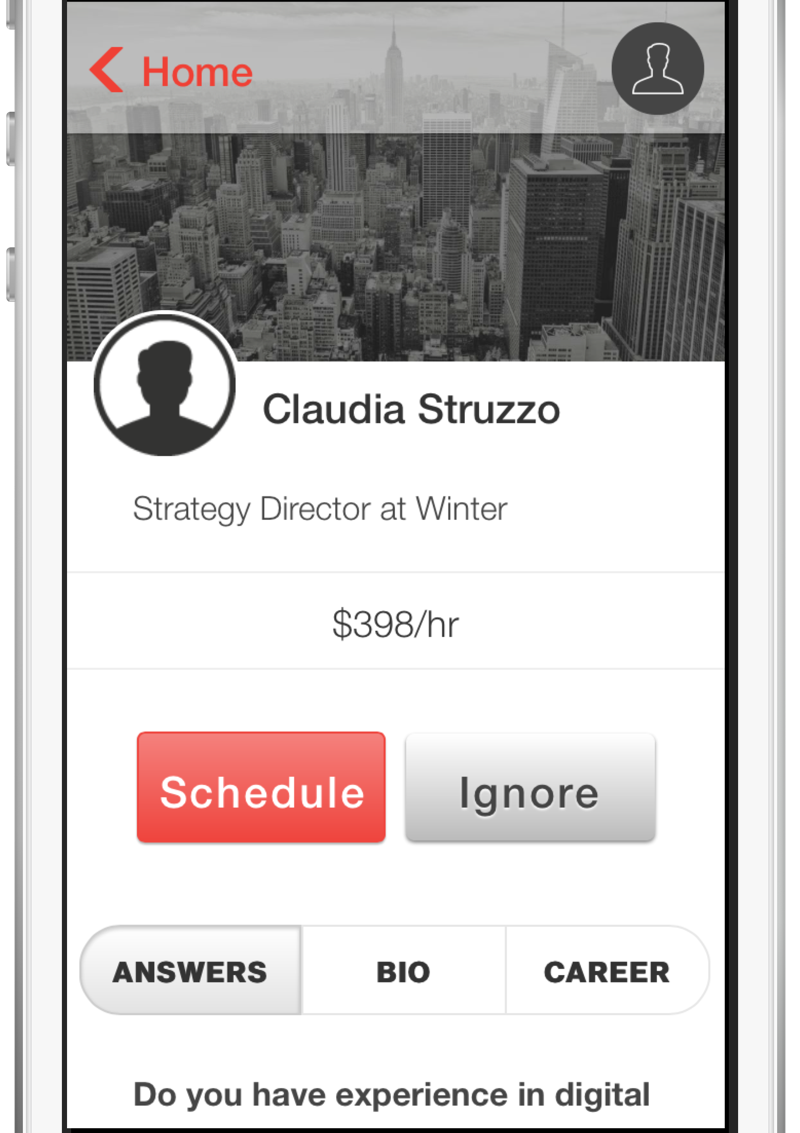 Home
Claudia Struzzo
Strategy Director at Winter
$398/hr
Schedule
Ignore
ANSWERS
BIO
CAREER
Do you have experience in digital